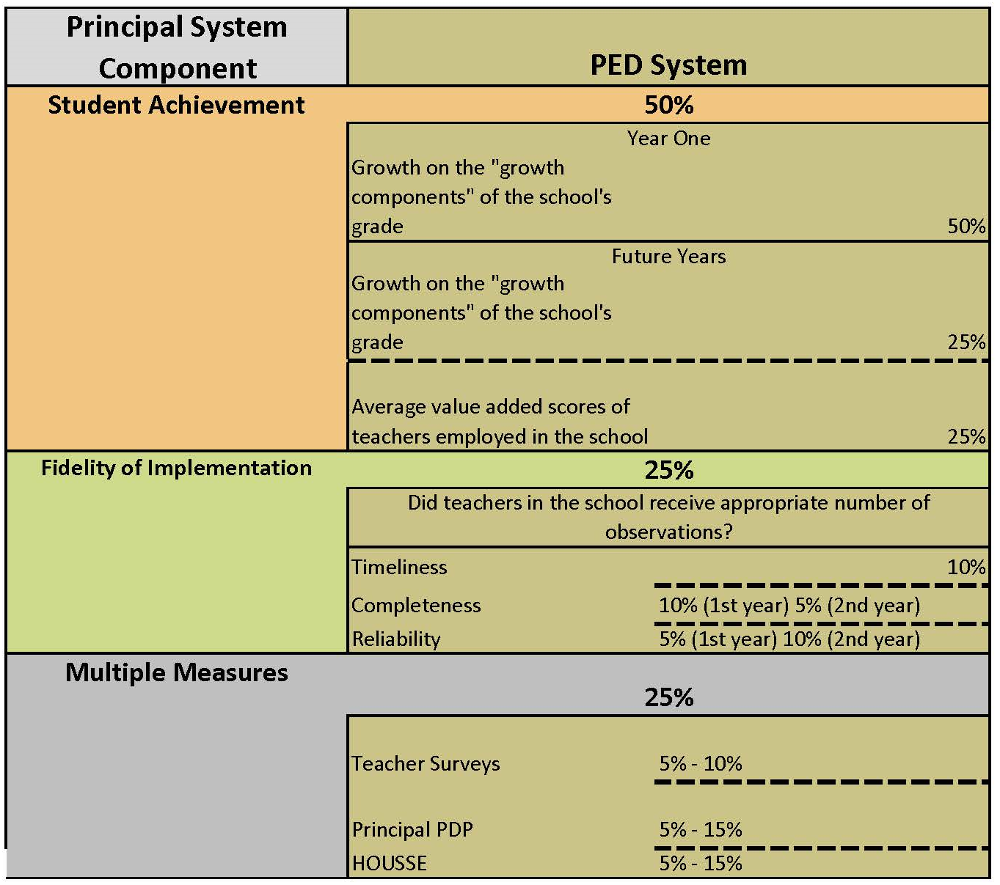 Principal System
Component
PED System
Student Achievement
50%
Year One
Growth on the "growth
components" of the school's
grade
50%
Future Years
Growth on the "growth
components" of the school's
grade
25%
Average value added scores of
teachers employed in the school
25%
Fidelity of Implementation
25%
Did teachers in the school receive appropriate number of
observations?
Timeliness
10%
Completeness
10% (1st year) 5% (2nd year)
Reliability
5% (1st year) 10% (2nd year)
Multiple Measures
25%
Teacher Surveys
5% - 10%
Principal PDP
5% - 15%
HOUSSE
5% - 15%